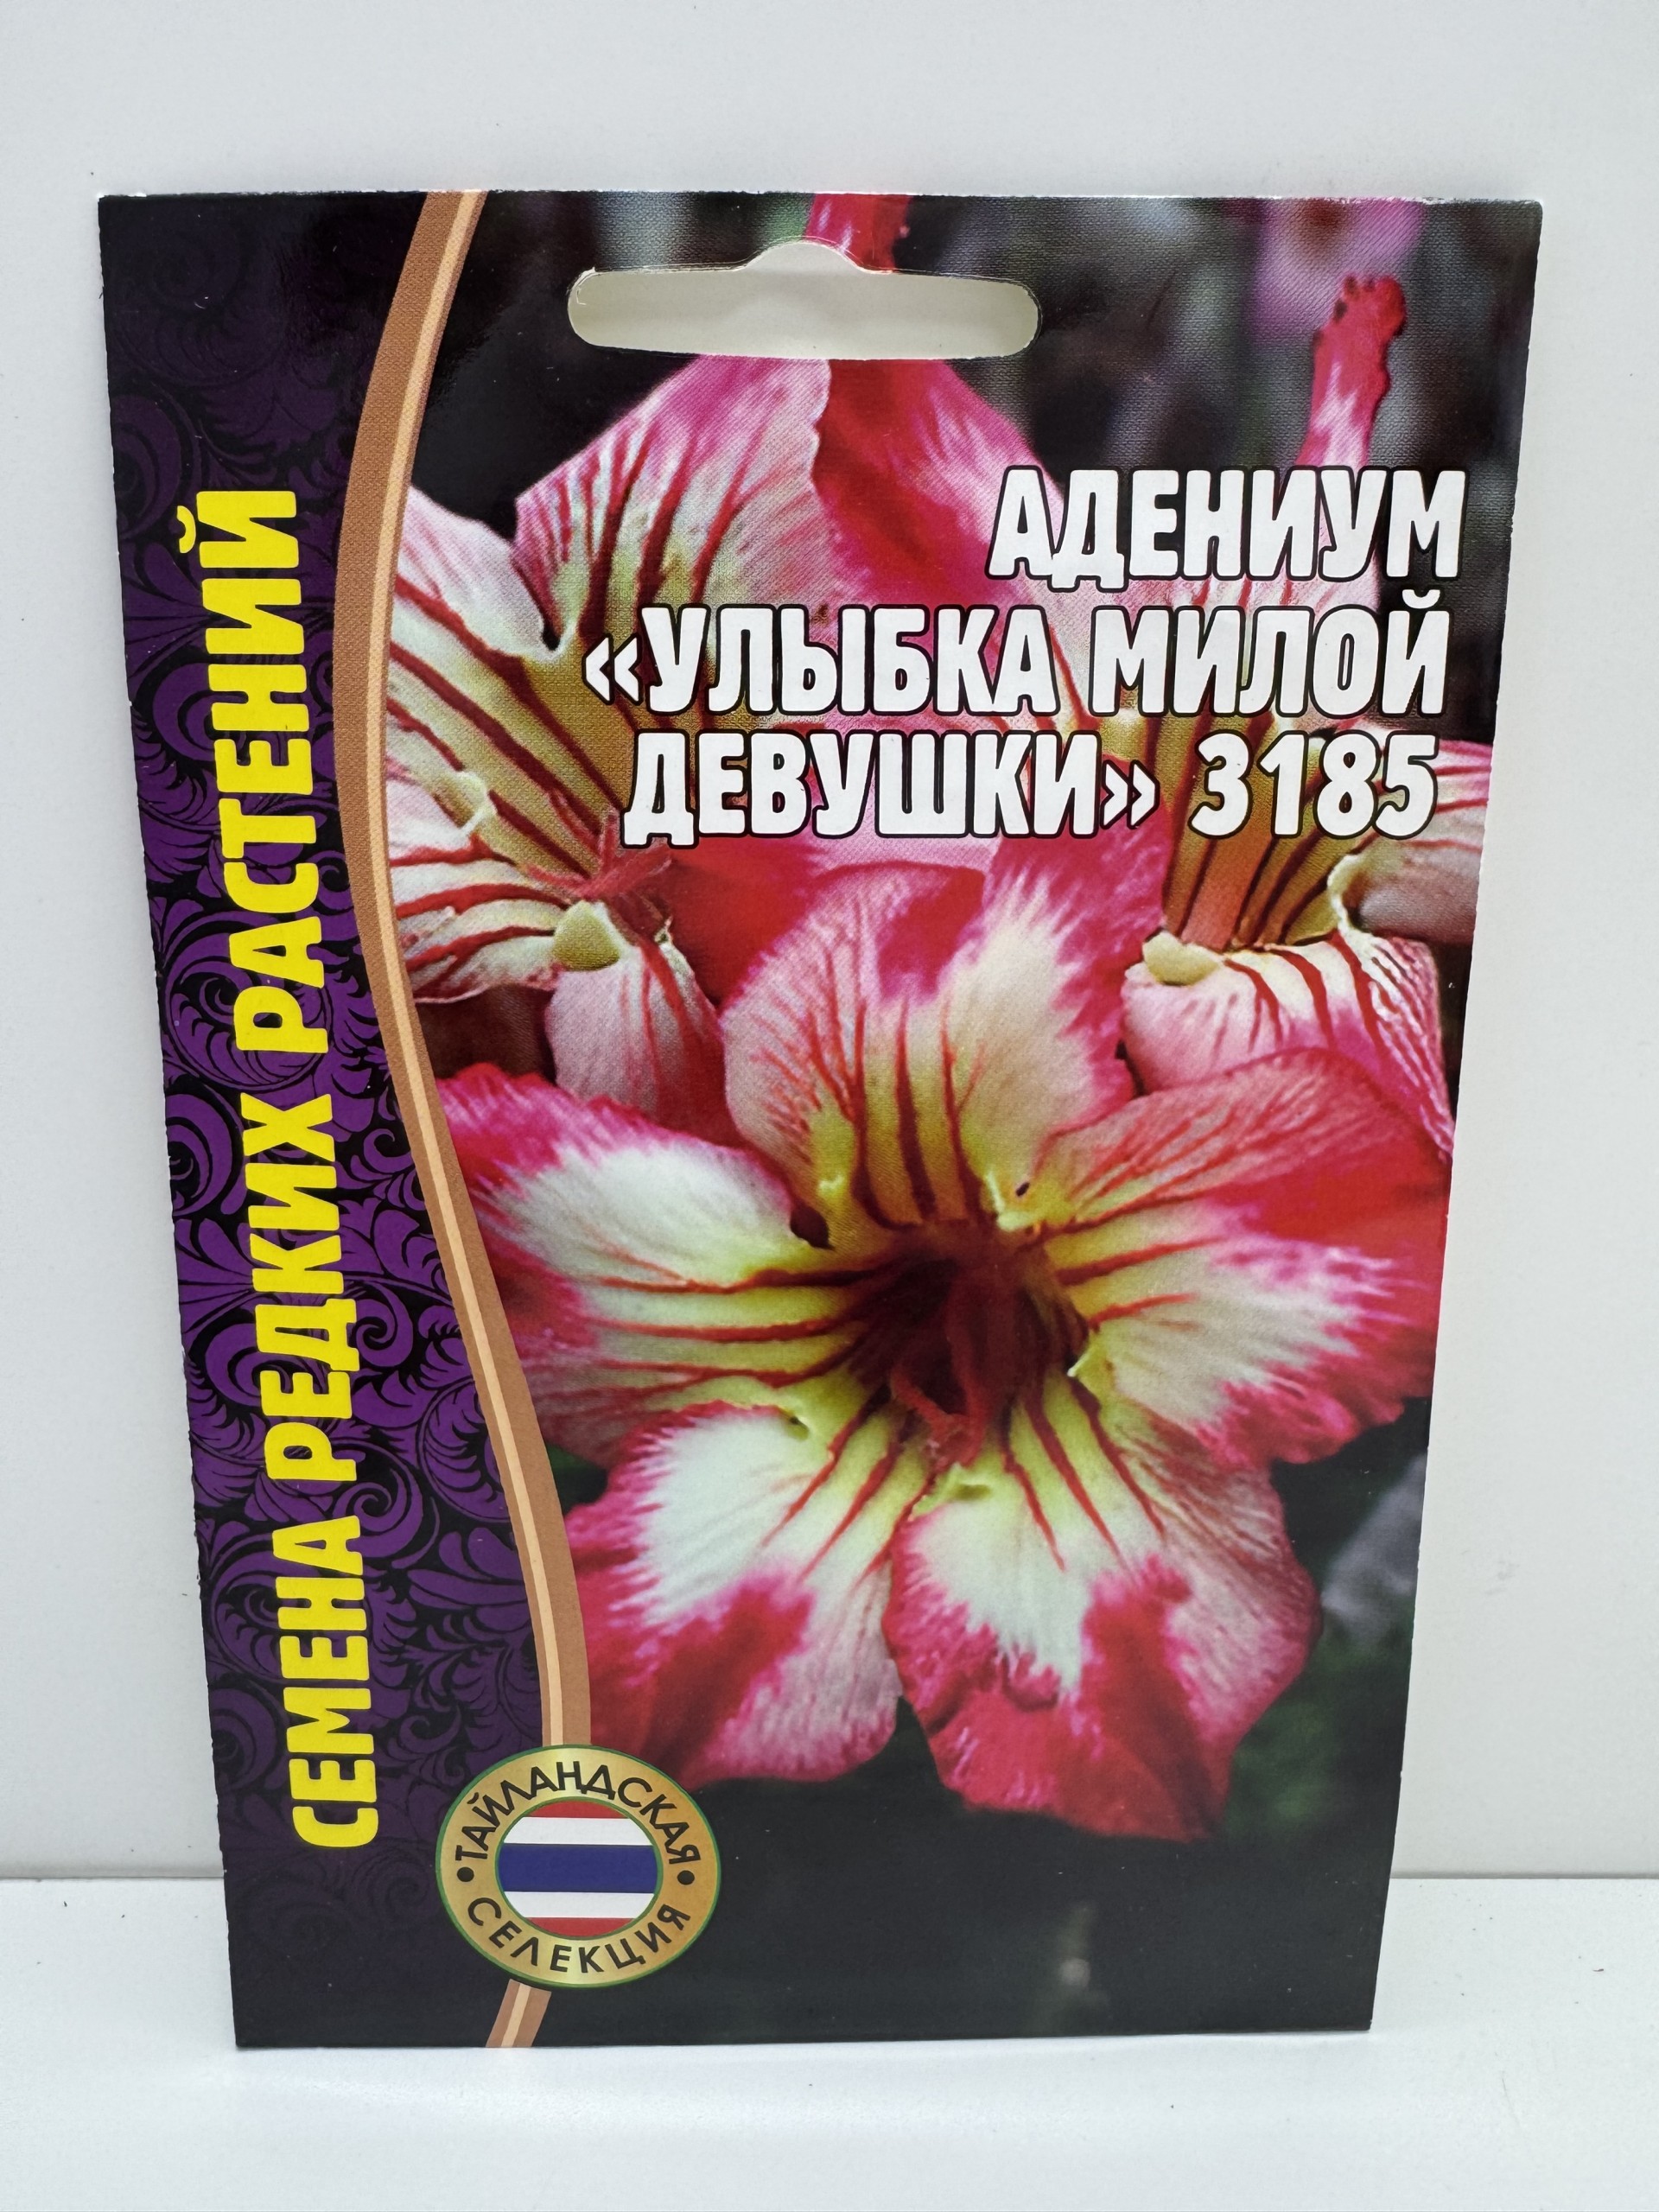 АДЕНИУМ
«УЛЫБКА МИЛОЙ
ДЕВУШКИ» 3185
СЕМЕНА РЕДКИХ РАСТЕНИЙ
•ТАЙЛАНДСКАЯ•
СЕЛЕКЦИЯ